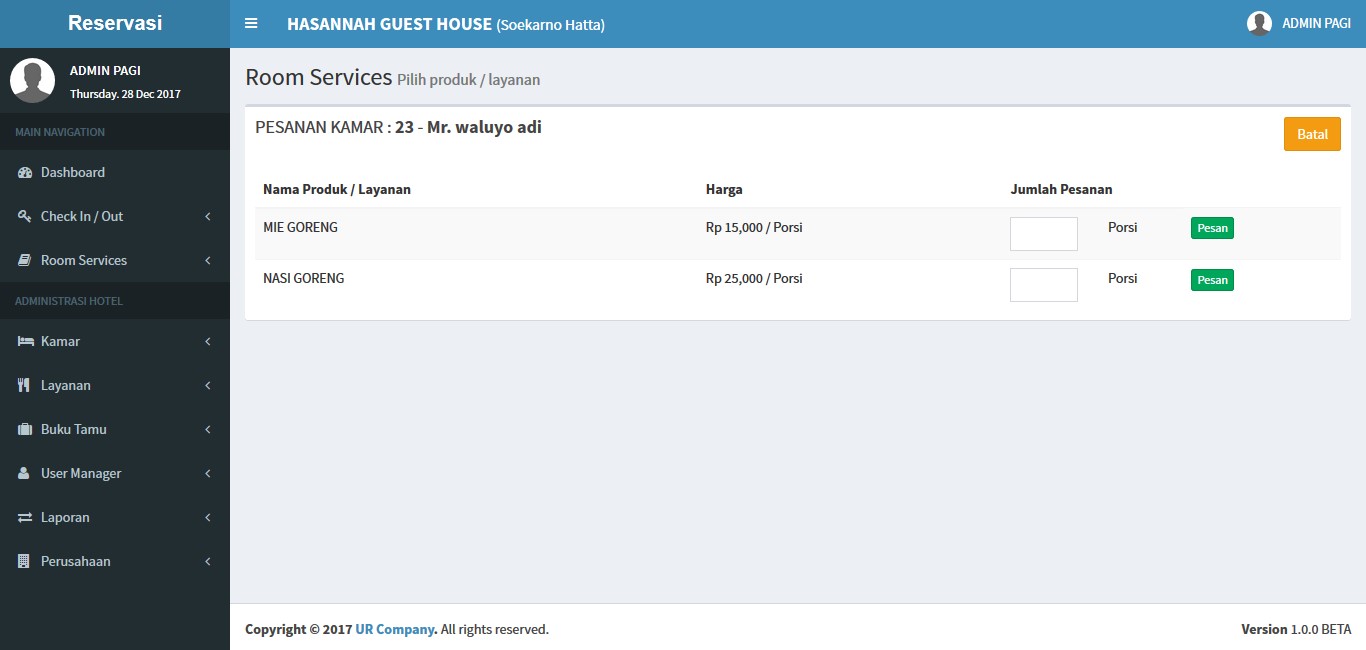 Reservasi
HASANNAH GUEST HOUSE (Soekarno Hatta)
ADMIN PAGI
ADMIN PAGI
Thursday. 28 Dec 2017
MAIN NAVIGATION
Dashboard
Check In / Out
Room Services
ADMINISTRASI HOTEL
Kamar
Layanan
Buku Tamu
User Manager
Laporan
Perusahaan
Room Services Pilih produk / layanan
PESANAN KAMAR : 23 - Mr. waluyo adi
Batal
Nama Produk / Layanan Harga Jumlah Pesanan
MIE GORENG Rp 15,000 / Porsi Porsi Pesan
NASI GORENG Rp 25,000 / Porsi Porsi Pesan
Copyright © 2017 UR Company. All rights reserved.
Version 1.0.0 BETA